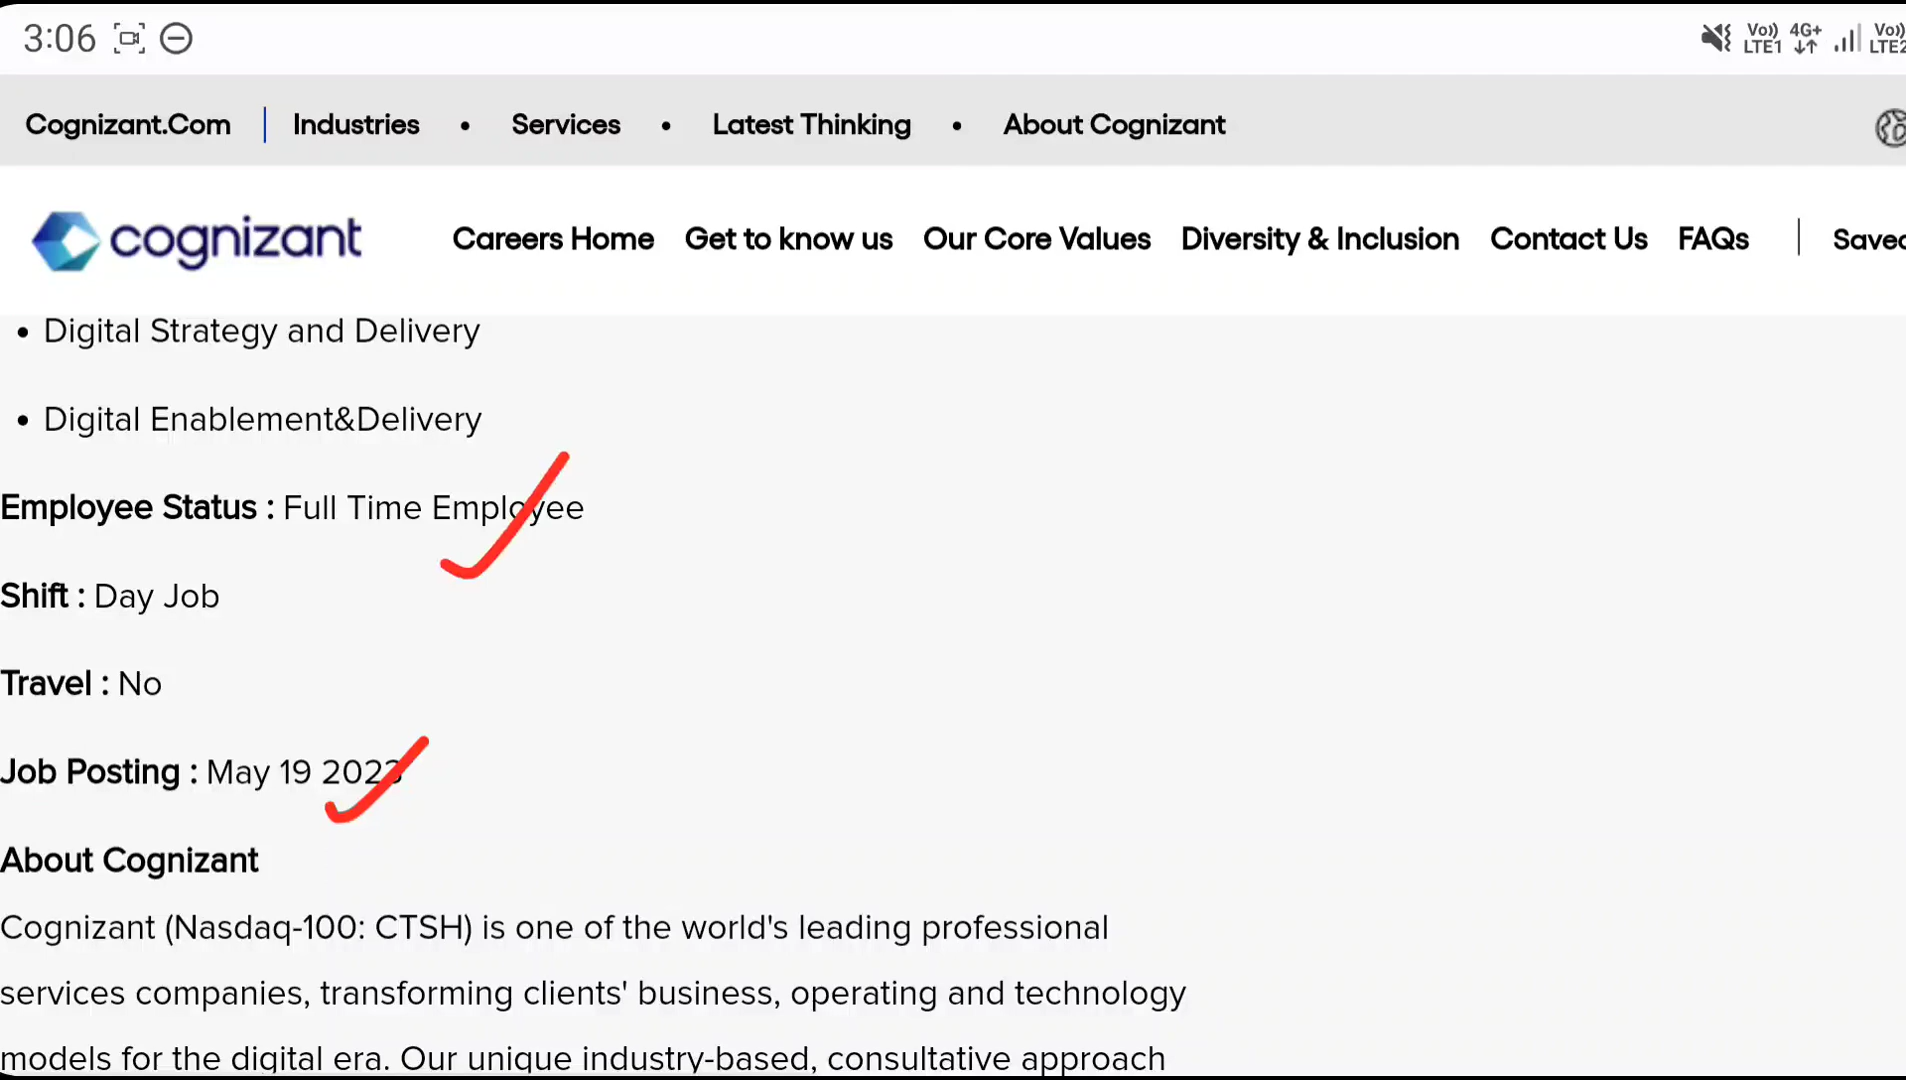 3:06 Vo)) LTE1 4G+ Vo)) LTE2
Cognizant.Com Industries • Services • Latest Thinking • About Cognizant
cognizant Careers Home Get to know us Our Core Values Diversity & Inclusion Contact Us FAQs
• Digital Strategy and Delivery
• Digital Enablement&Delivery
Employee Status : Full Time Employee
Shift : Day Job
Travel : No
Job Posting : May 19 2023
About Cognizant
Cognizant (Nasdaq-100: CTSH) is one of the world's leading professional
services companies, transforming clients' business, operating and technology
models for the digital era. Our unique industry-based, consultative approach